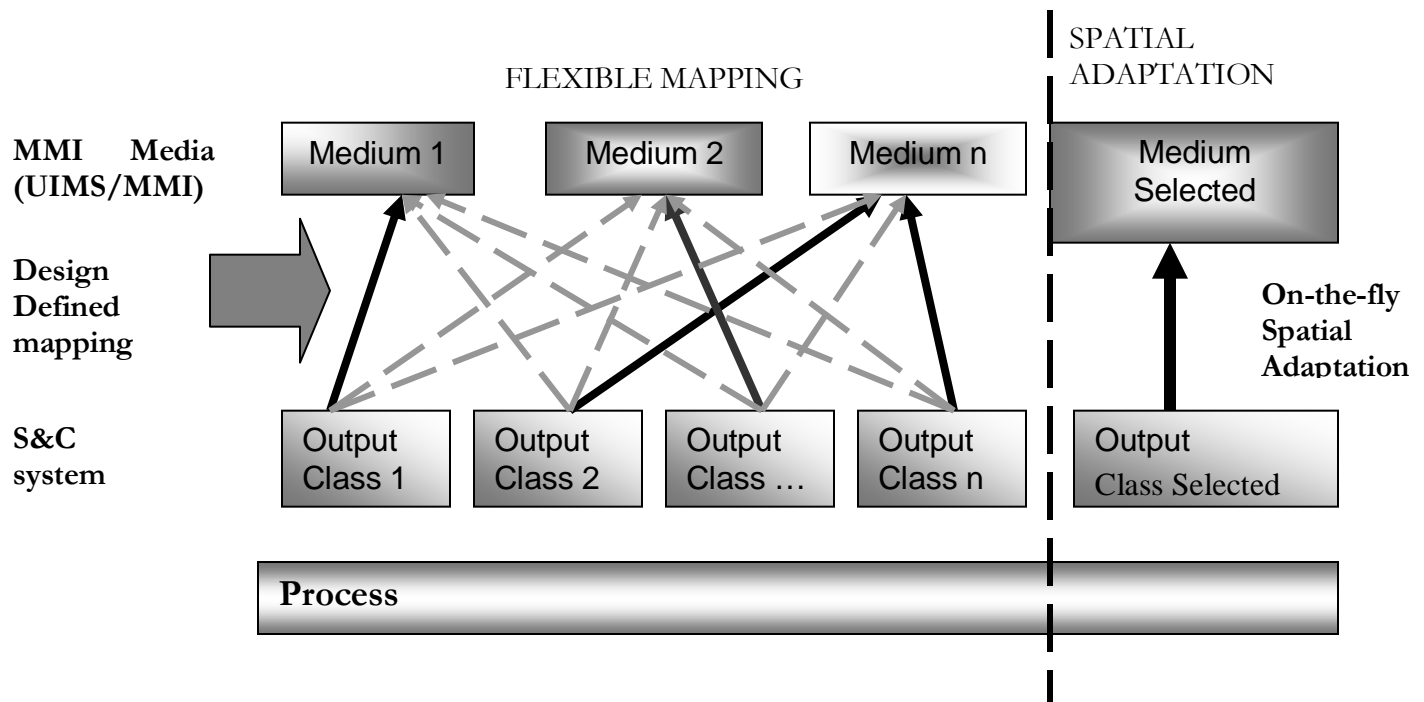 SPATIAL
ADAPTATION
FLEXIBLE MAPPING
MMI Media
(UIMS/MMI)
Medium 1
Medium 2
Medium n
Medium
Selected
Design
Defined
mapping
On-the-fly
Spatial
Adaptation
S&C
system
Output
Class 1
Output
Class 2
Output
Class …
Output
Class n
Output
Class Selected
Process